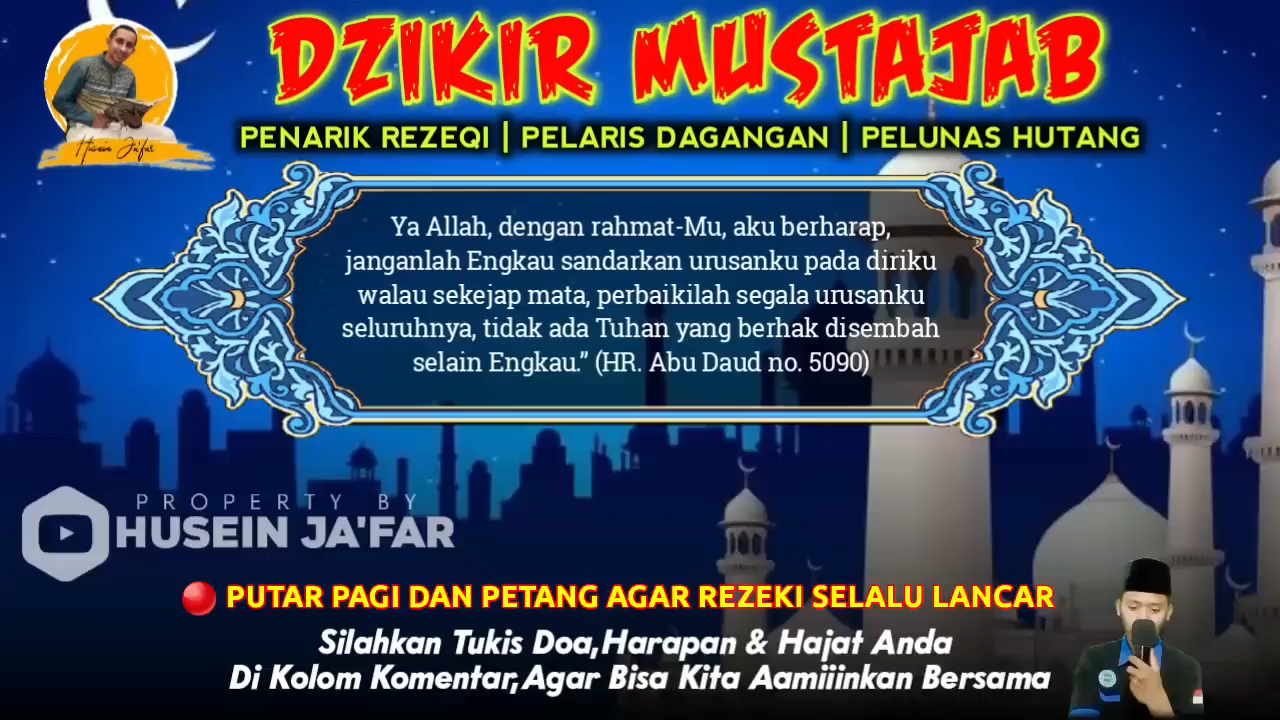 DZIKIR MUSTAJAB
PENARIK REZEQI | PELARIS DAGANGAN | PELUNAS HUTANG
Husein Ja'far
Ya Allah, dengan rahmat-Mu, aku berharap,
janganlah Engkau sandarkan urusanku pada diriku
walau sekejap mata, perbaikilah segala urusanku
seluruhnya, tidak ada Tuhan yang berhak disembah
selain Engkau.” (HR. Abu Daud no. 5090)
PROPERTY BY
HUSEIN JA'FAR
PUTAR PAGI DAN PETANG AGAR REZEKI SELALU LANCAR
Silahkan Tukis Doa,Harapan & Hajat Anda
Di Kolom Komentar,Agar Bisa Kita Aamiiinkan Bersama